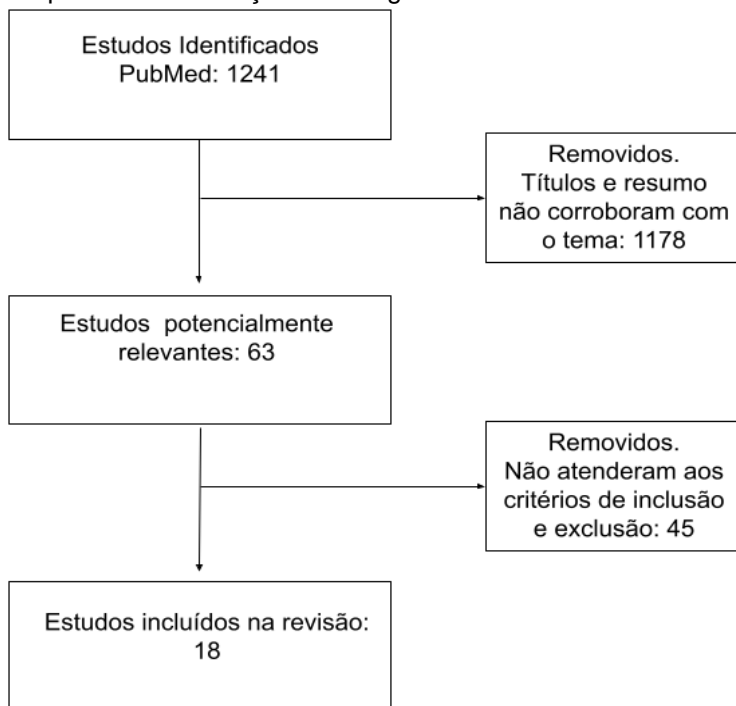 Estudos Identificados
PubMed: 1241
Removidos.
Títulos e resumo
não corroboram com
o tema: 1178
Estudos potencialmente
relevantes: 63
Removidos.
Não atenderam aos
critérios de inclusão
e exclusão: 45
Estudos incluídos na revisão:
18